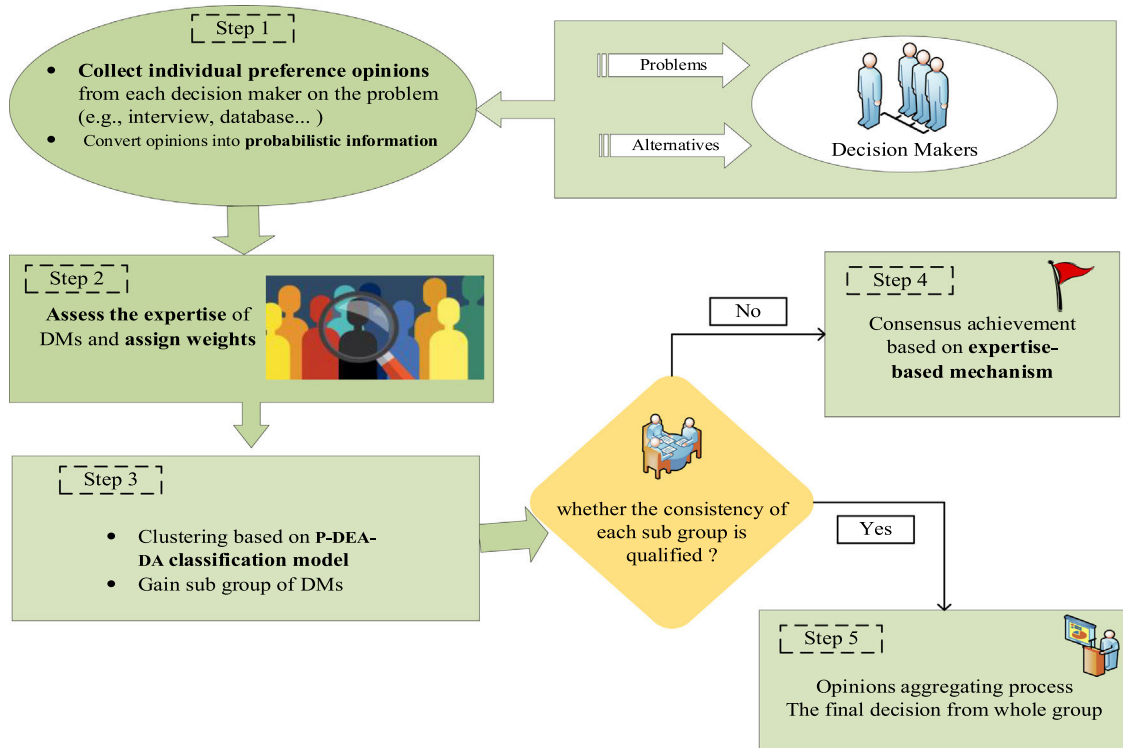 Step 1
• Collect individual preference opinions
from each decision maker on the problem
(e.g., interview, database... )
• Convert opinions into probabilistic information
Problems
Alternatives
Decision Makers
Step 2
Assess the expertise of
DMs and assign weights
Step 3
• Clustering based on P-DEA-
DA classification model
• Gain sub group of DMs
whether the consistency of
each sub group is
qualified ?
No
Yes
Step 4
Consensus achievement
based on expertise-
based mechanism
Step 5
Opinions aggregating process
The final decision from whole group